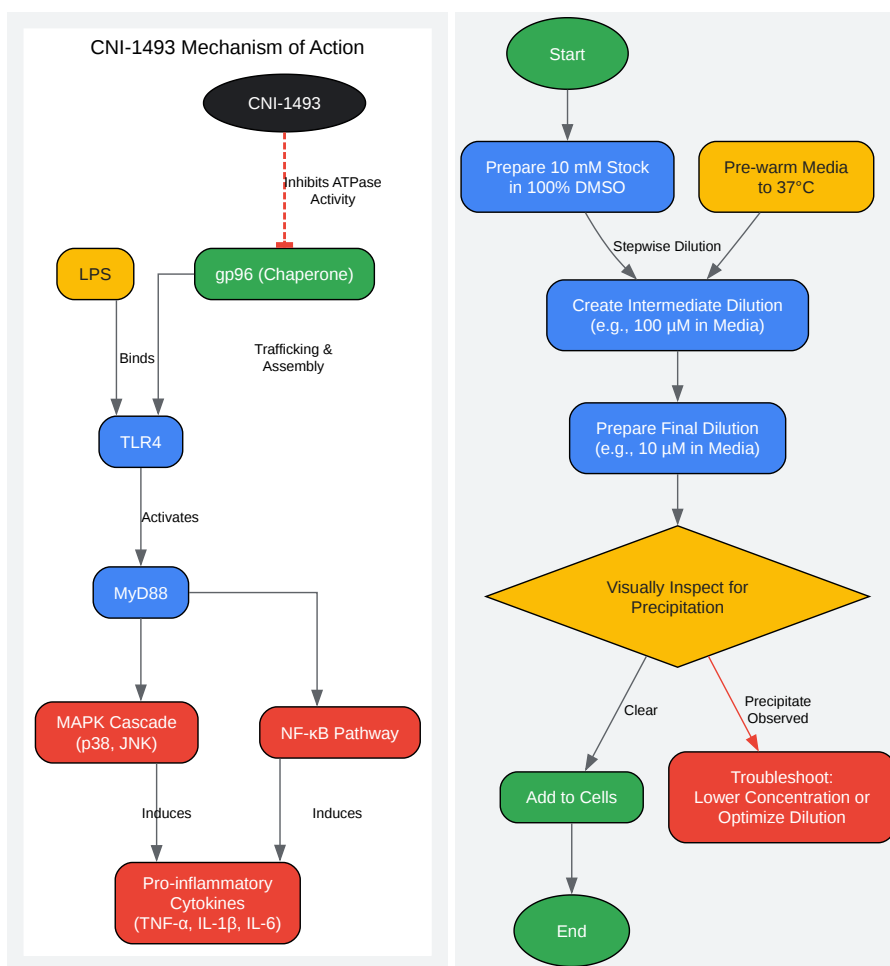 CNI-1493 Mechanism of Action
CNI-1493
Inhibits ATPase
Activity
LPS
gp96 (Chaperone)
Binds
Trafficking &
Assembly
TLR4
Activates
MyD88
MAPK Cascade
(p38, JNK)
NF-κB Pathway
Induces
Induces
Pro-inflammatory
Cytokines
(TNF-α, IL-1β, IL-6)
Start
Prepare 10 mM Stock
in 100% DMSO
Pre-warm Media
to 37°C
Stepwise Dilution
Create Intermediate Dilution
(e.g., 100 µM in Media)
Prepare Final Dilution
(e.g., 10 µM in Media)
Visually Inspect for
Precipitation
Clear
Precipitate
Observed
Add to Cells
Troubleshoot:
Lower Concentration or
Optimize Dilution
End